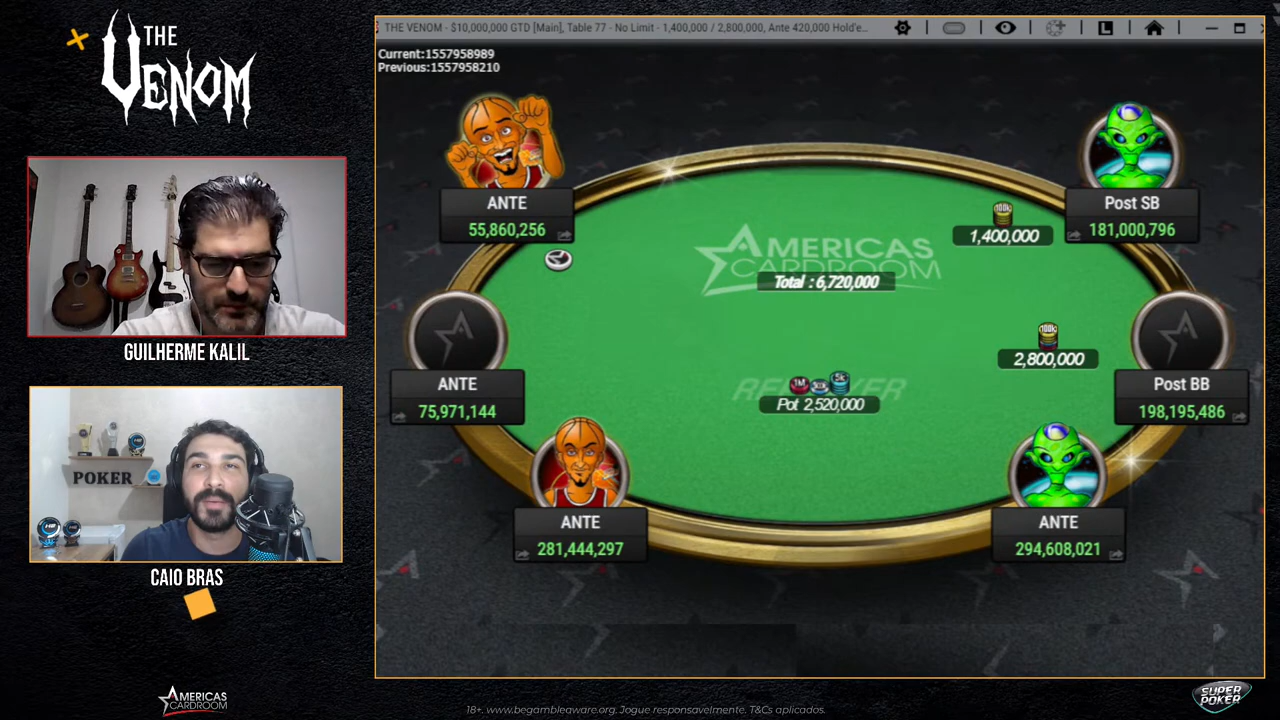 THE
VENOM
GUILHERME KALIL
POKER
CAIO BRAS
AMERICAS
CARDROOM
THE VENOM - $10,000,000 GTD [Main], Table 77 - No Limit - 1,400,000 / 2,800,000, Ante 420,000 Hold'e...
Current:1557958989
Previous:1557958210
ANTE
55,860,256
Post SB
181,000,796
100k
1,400,000
AMERICAS
CARDROOM
Total : 6,720,000
100k
2,800,000
ANTE
75,971,144
Post BB
198,195,486
1M
5k
Pot 2,520,000
ANTE
281,444,297
ANTE
294,608,021
18+. www.begambleaware.org. Jogue responsavelmente. T&Cs aplicados.
SUPER
POKER